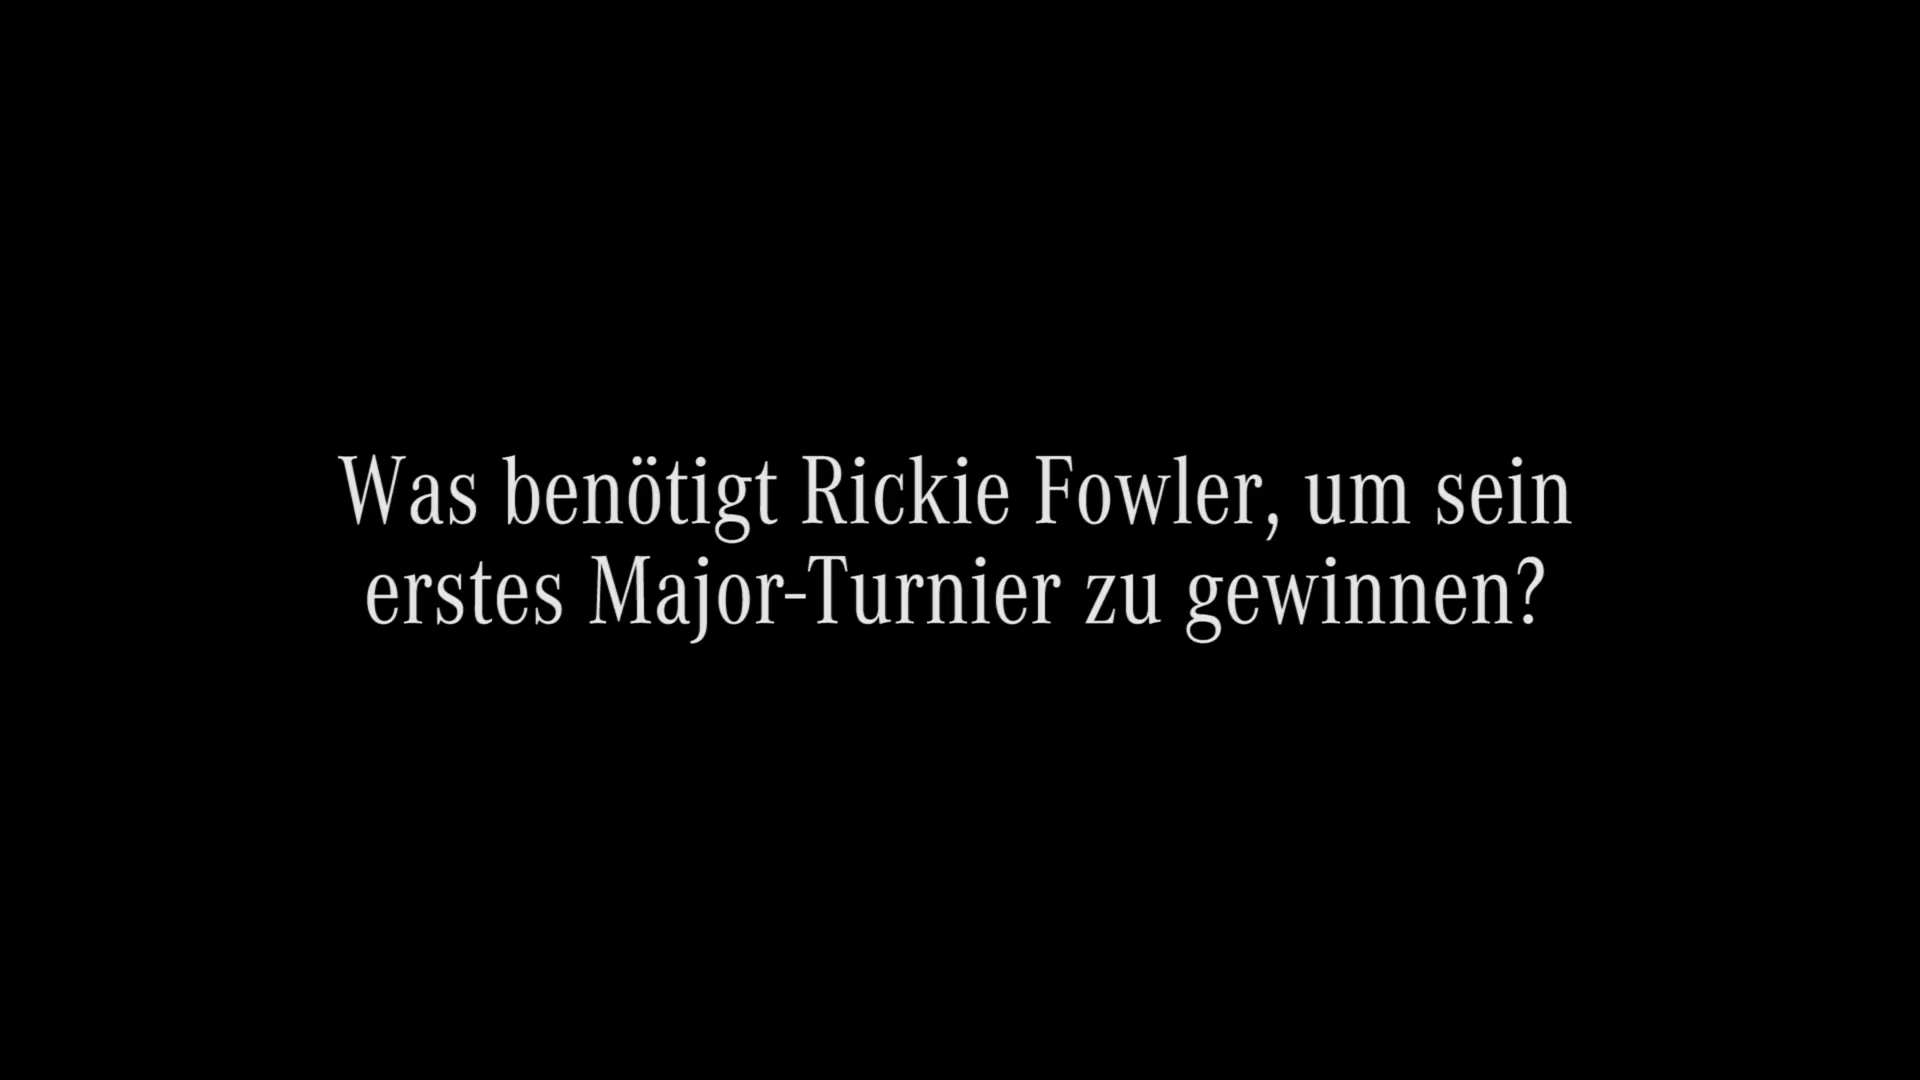 Was benötigt Rickie Fowler, um sein
erstes Major-Turnier zu gewinnen?